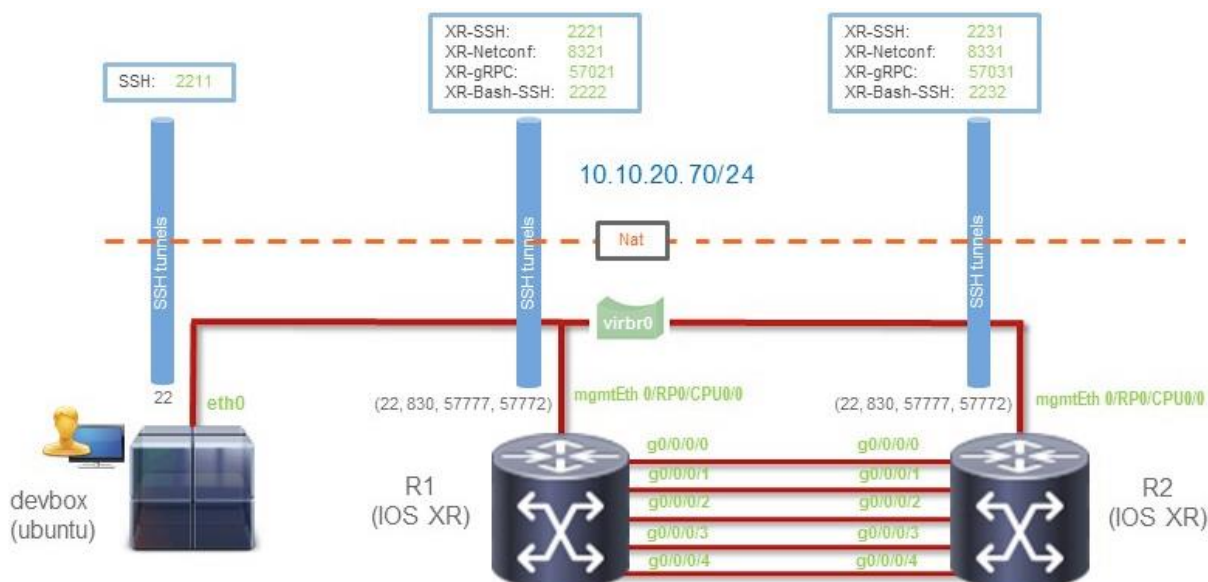 SSH: 2211
XR-SSH: 2221
XR-Netconf: 8321
XR-gRPC: 57021
XR-Bash-SSH: 2222
XR-SSH: 2231
XR-Netconf: 8331
XR-gRPC: 57031
XR-Bash-SSH: 2232
10.10.20.70/24
Nat
SSH tunnels
SSH tunnels
SSH tunnels
virbr0
22
eth0
(22, 830, 57777, 57772)
mgmtEth 0/RP0/CPU0/0
(22, 830, 57777, 57772)
mgmtEth 0/RP0/CPU0/0
devbox
(ubuntu)
R1
(IOS XR)
g0/0/0/0
g0/0/0/1
g0/0/0/2
g0/0/0/3
g0/0/0/4
g0/0/0/0
g0/0/0/1
g0/0/0/2
g0/0/0/3
g0/0/0/4
R2
(IOS XR)